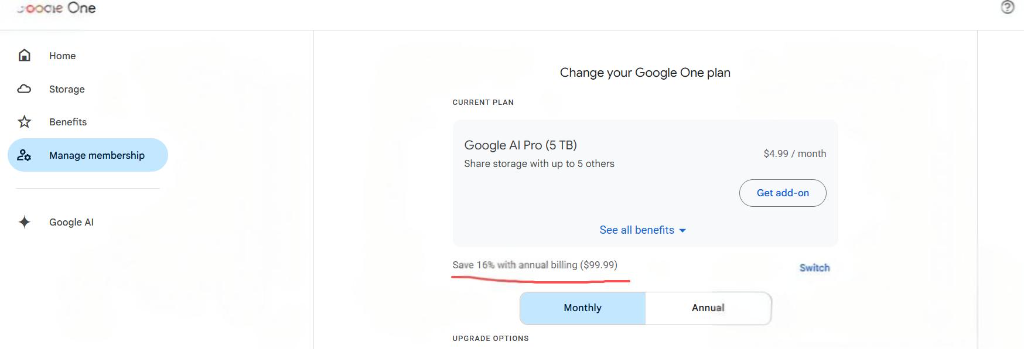 Google One
Home
Storage
Benefits
Manage membership
Google AI
Change your Google One plan
CURRENT PLAN
Google AI Pro (5 TB)
Share storage with up to 5 others
$4.99 / month
Get add-on
See all benefits
Save 16% with annual billing ($99.99)
Switch
Monthly
Annual
UPGRADE OPTIONS